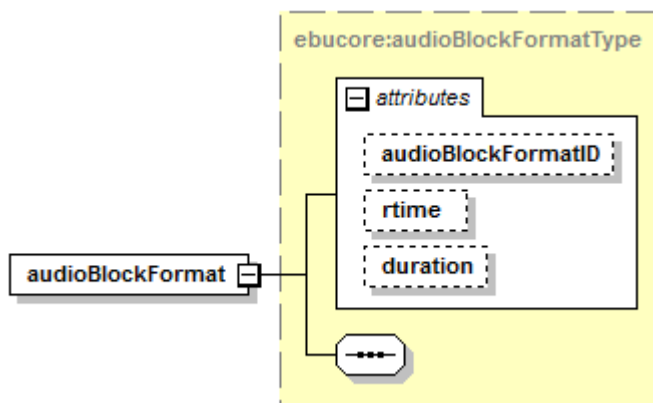 ebucore:audioBlockFormatType
attributes
audioBlockFormatID
rtime
duration
audioBlockFormat